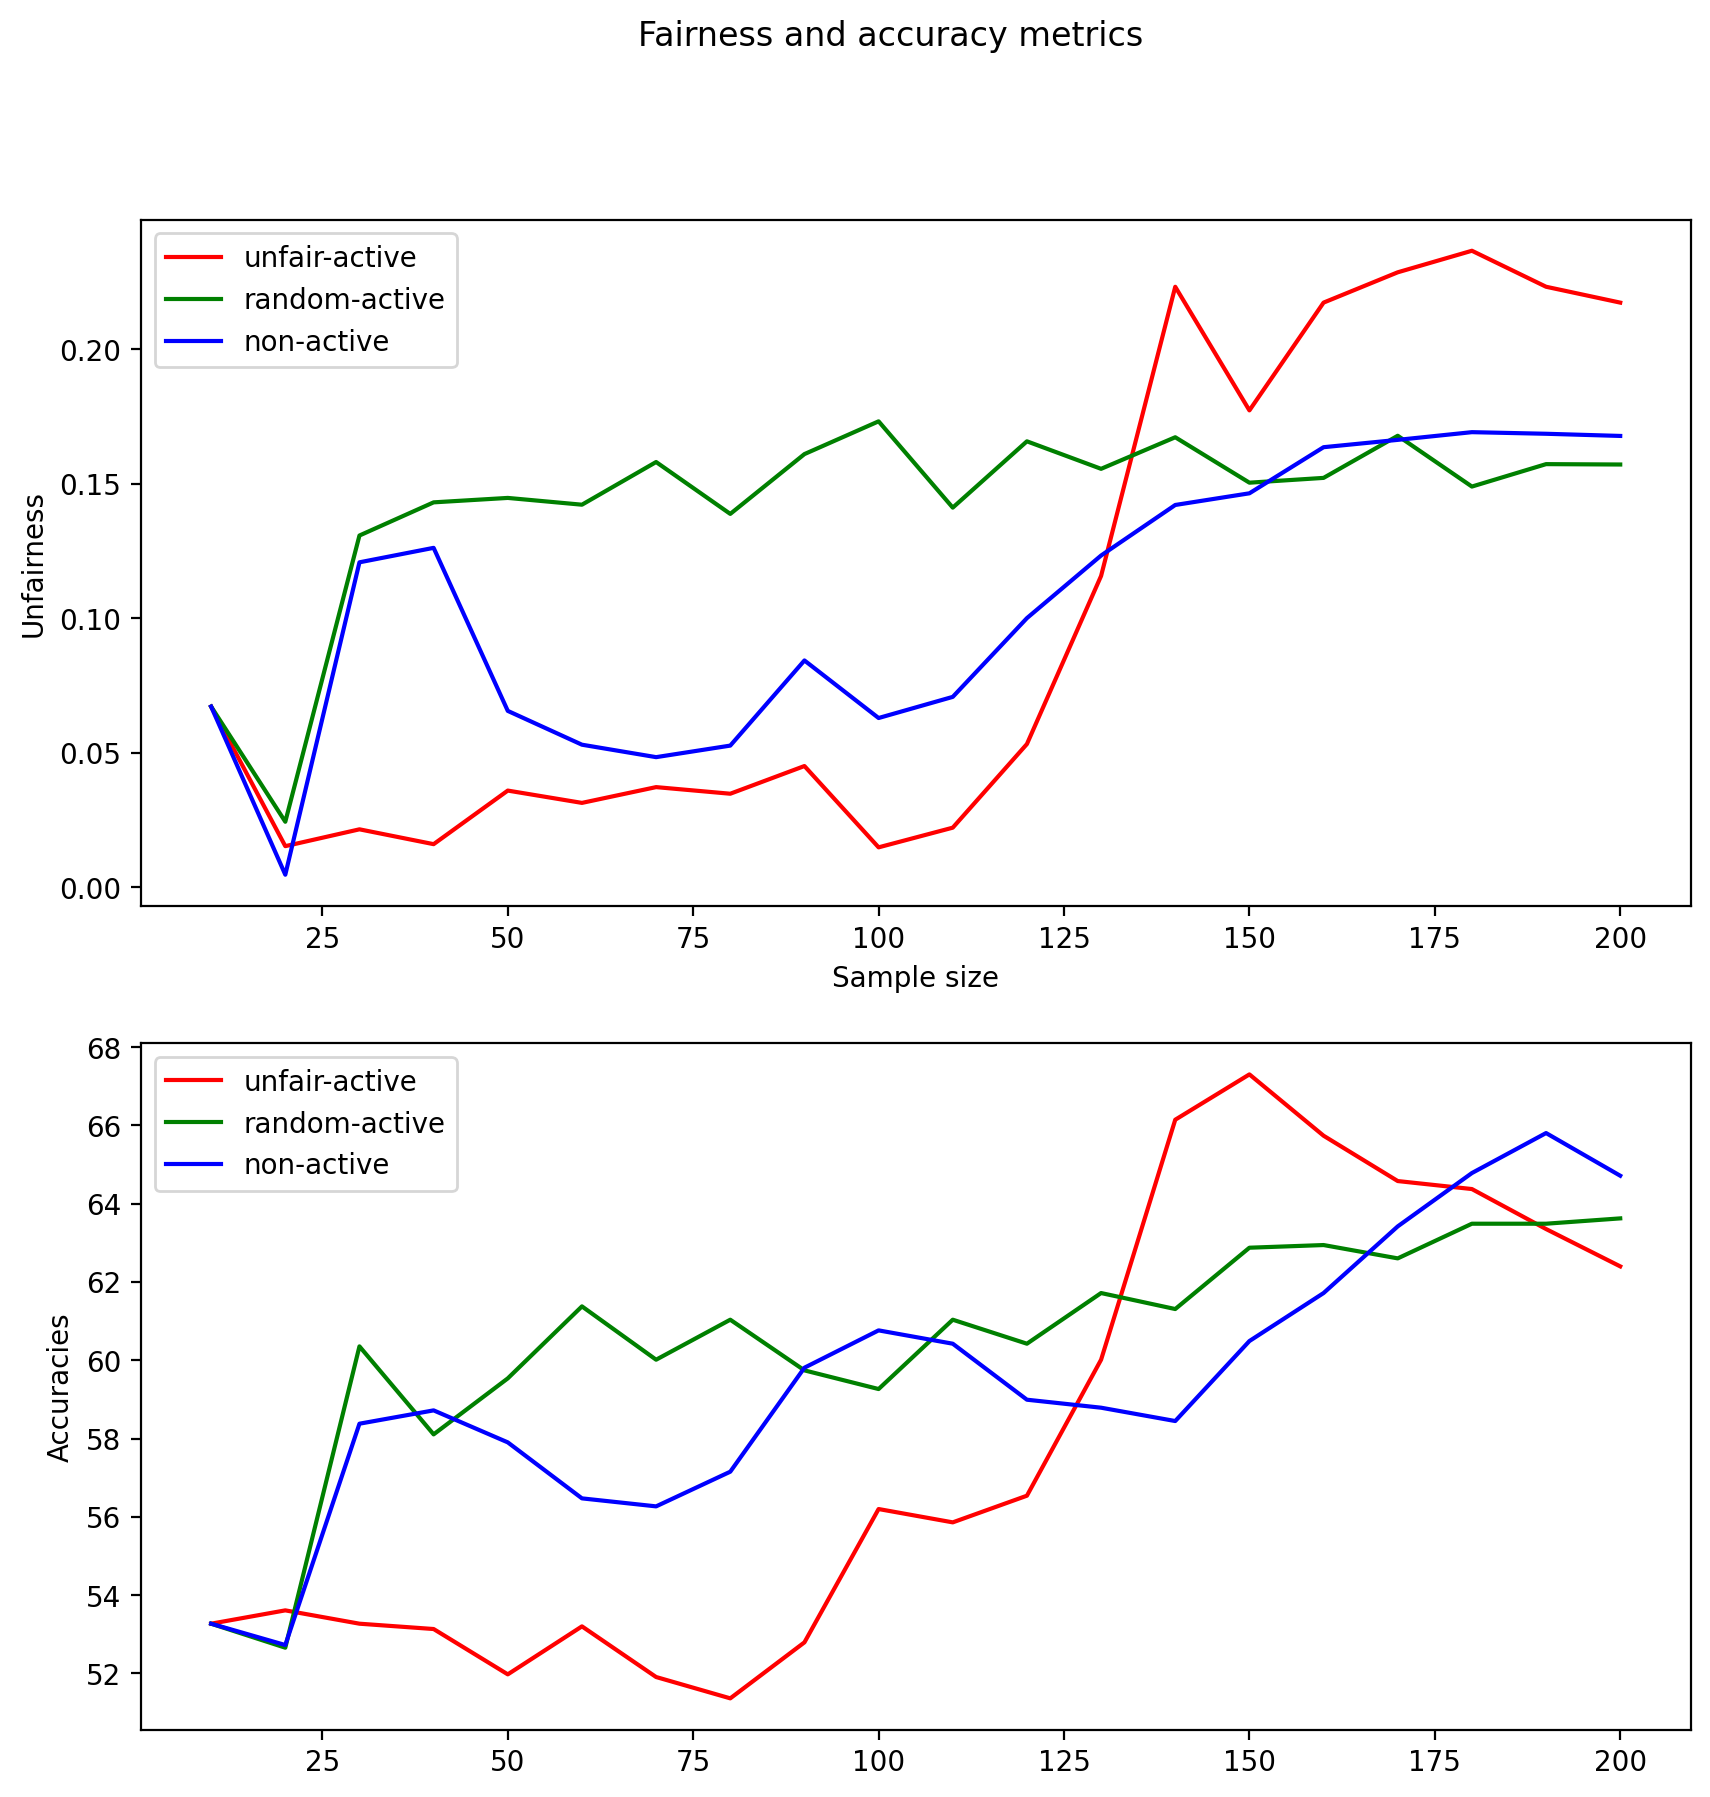 Fairness and accuracy metrics
unfair-active
random-active
non-active
0.20
0.15
0.10
0.05
0.00
Unfairness
25 50 75 100 125 150 175 200
Sample size
68
66
64
62
60
58
56
54
52
Accuracies
unfair-active
random-active
non-active
25 50 75 100 125 150 175 200